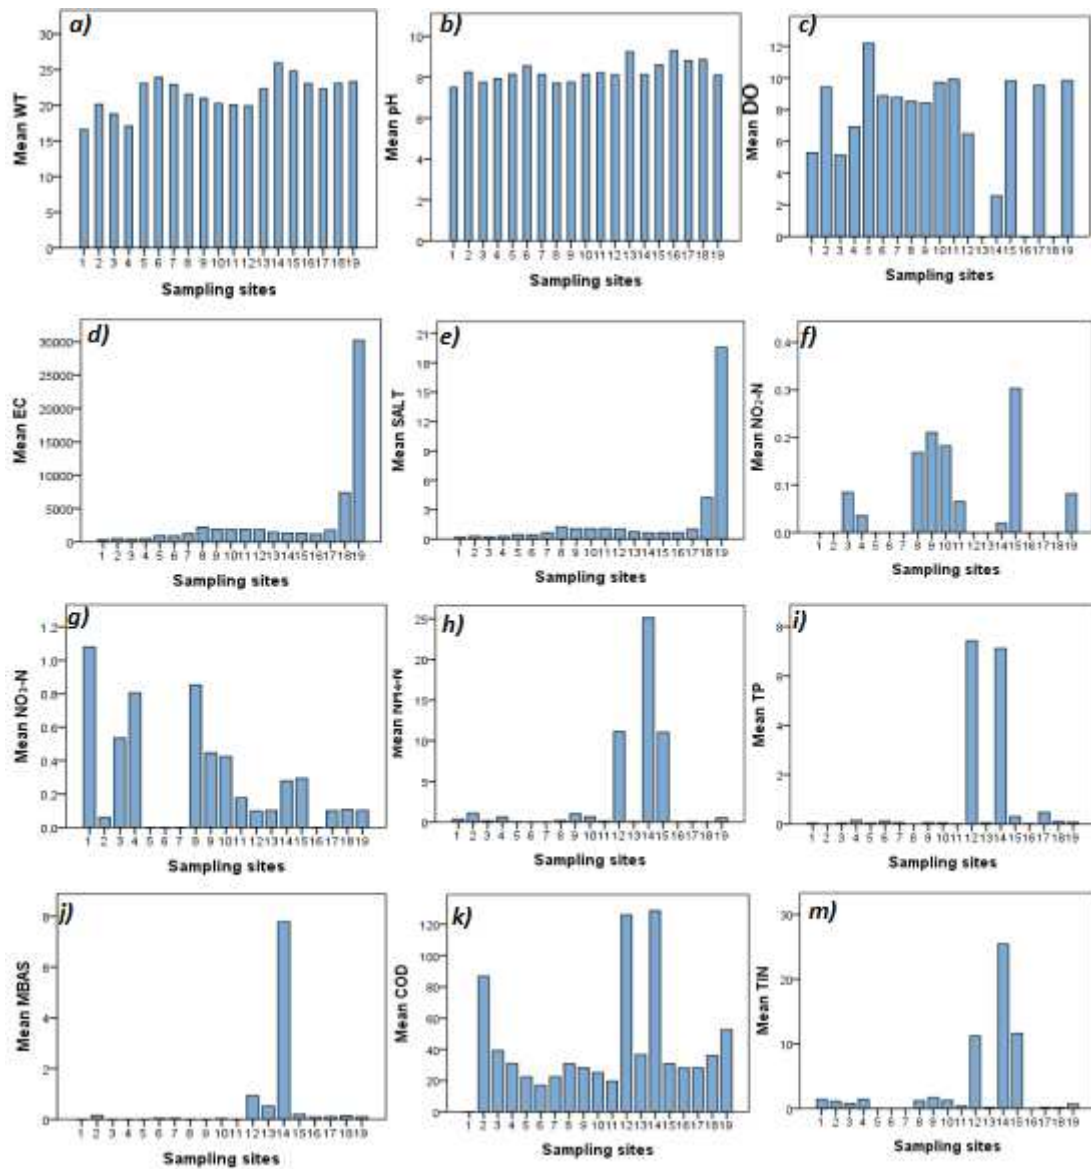 a)
Mean WT
30
25
20
15
10
5
0
1 2 3 4 5 6 7 8 9 10 11 12 13 14 15 16 17 18 19
Sampling sites
b)
Mean pH
10
8
6
4
2
0
1 2 3 4 5 6 7 8 9 10 11 12 13 14 15 16 17 18 19
Sampling sites
c)
Mean DO
12
10
8
6
4
2
0
1 2 3 4 5 6 7 8 9 10 11 12 13 14 15 16 17 18 19
Sampling sites
d)
Mean EC
30000
25000
20000
15000
10000
5000
0
1 2 3 4 5 6 7 8 9 10 11 12 13 14 15 16 17 18 19
Sampling sites
e)
Mean SALT
21
18
15
12
9
6
3
0
1 2 3 4 5 6 7 8 9 10 11 12 13 14 15 16 17 18 19
Sampling sites
f)
Mean NO₂-N
0.4
0.3
0.2
0.1
0.0
1 2 3 4 5 6 7 8 9 10 11 12 13 14 15 16 17 18 19
Sampling sites
g)
Mean NO₃-N
1.2
1.0
0.8
0.6
0.4
0.2
0.0
1 2 3 4 5 6 7 8 9 10 11 12 13 14 15 16 17 18 19
Sampling sites
h)
Mean NH4-N
25
20
15
10
5
0
1 2 3 4 5 6 7 8 9 10 11 12 13 14 15 16 17 18 19
Sampling sites
i)
Mean TP
8
6
4
2
0
1 2 3 4 5 6 7 8 9 10 11 12 13 14 15 16 17 18 19
Sampling sites
j)
Mean MBAS
8
6
4
2
0
1 2 3 4 5 6 7 8 9 10 11 12 13 14 15 16 17 18 19
Sampling sites
k)
Mean COD
120
100
80
60
40
20
0
1 2 3 4 5 6 7 8 9 10 11 12 13 14 15 16 17 18 19
Sampling sites
m)
Mean TIN
30
20
10
0
1 2 3 4 5 6 7 8 9 10 11 12 13 14 15 16 17 18 19
Sampling sites